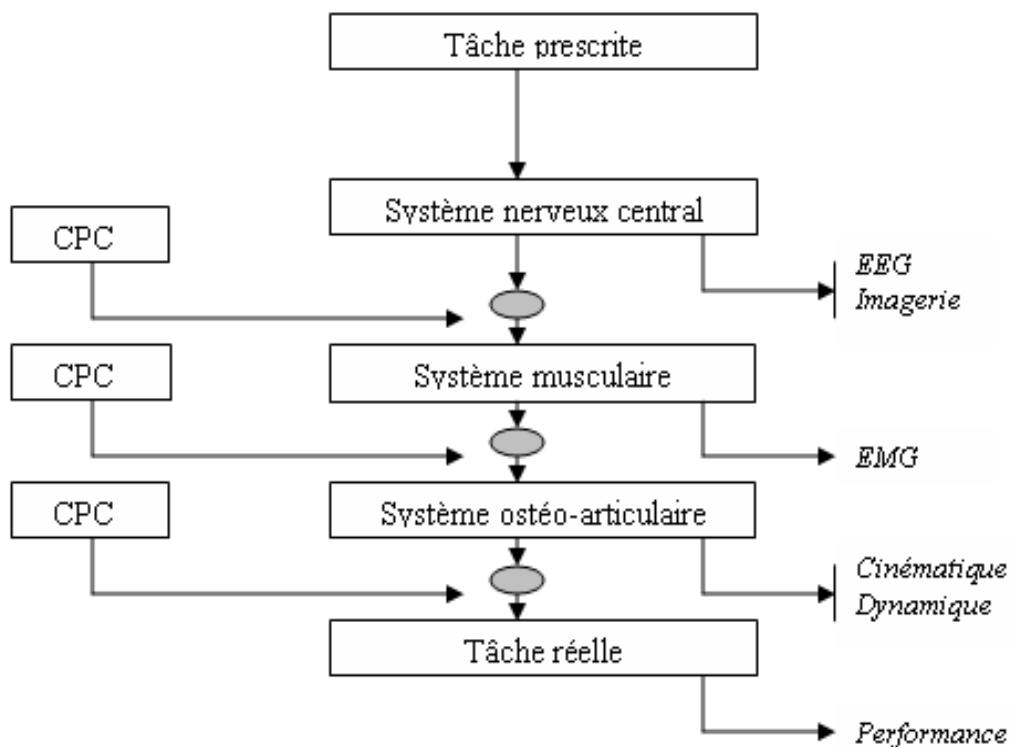 Tâche prescrite
Système nerveux central
CPC
EEG
Imagerie
CPC
Système musculaire
EMG
CPC
Système ostéo-articulaire
Cinématique
Dynamique
Tâche réelle
Performance